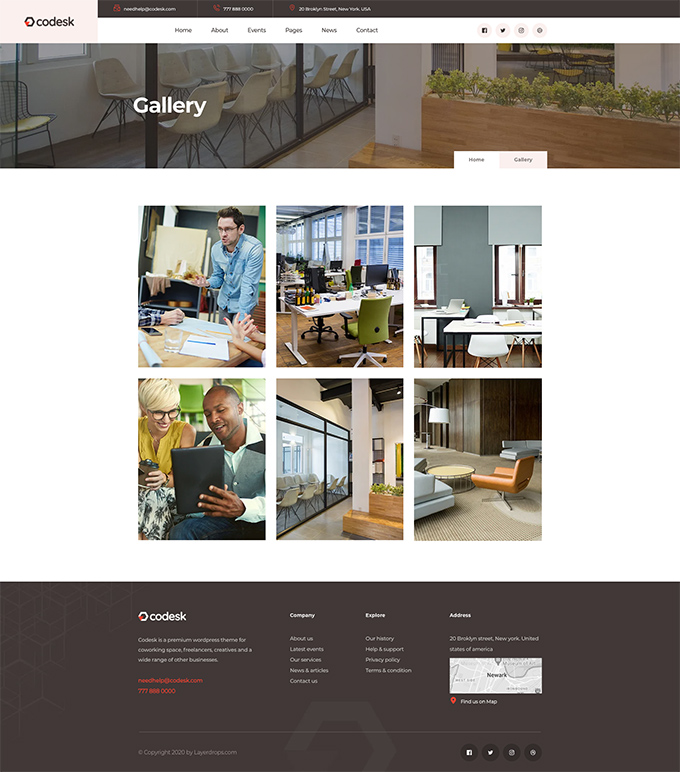 codesk
needhelp@codesk.com
777 888 0000
20 Broklyn Street, New York. USA
Home
About
Events
Pages
News
Contact
Gallery
Home
Gallery
codesk
Codesk is a premium wordpress theme for
coworking space, freelancers, creatives and a
wide range of other businesses.
needhelp@codesk.com
777 888 0000
Company
About us
Latest events
Our services
News & articles
Contact us
Explore
Our history
Help & support
Privacy policy
Terms & condition
Address
20 Broklyn street, New york. United
states of america
Newark
Find us on Map
© Copyright 2020 by Layerdrops.com